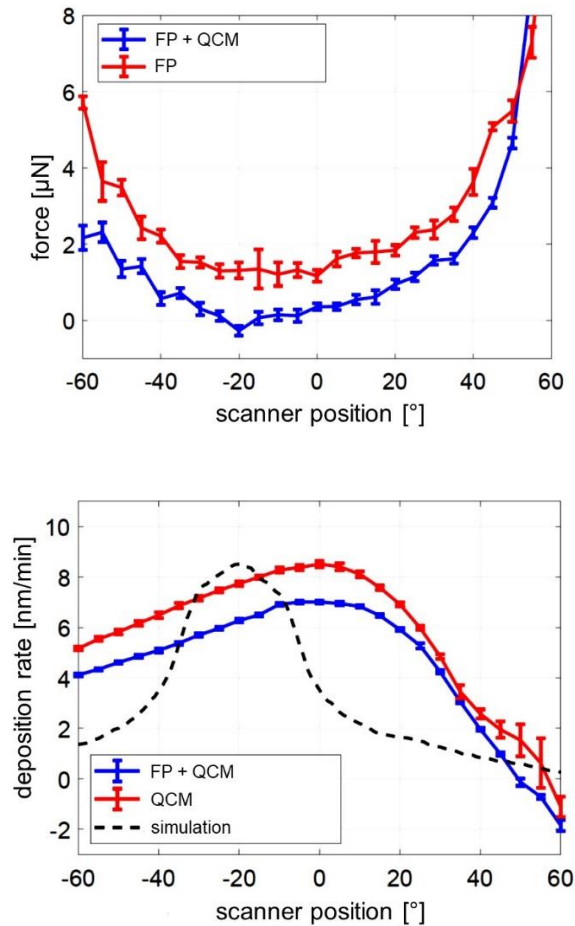 8
6
4
2
0
force [µN]
FP + QCM
FP
-60 -40 -20 0 20 40 60
scanner position [°]
10
8
6
4
2
0
-2
deposition rate [nm/min]
FP + QCM
QCM
simulation
-60 -40 -20 0 20 40 60
scanner position [°]